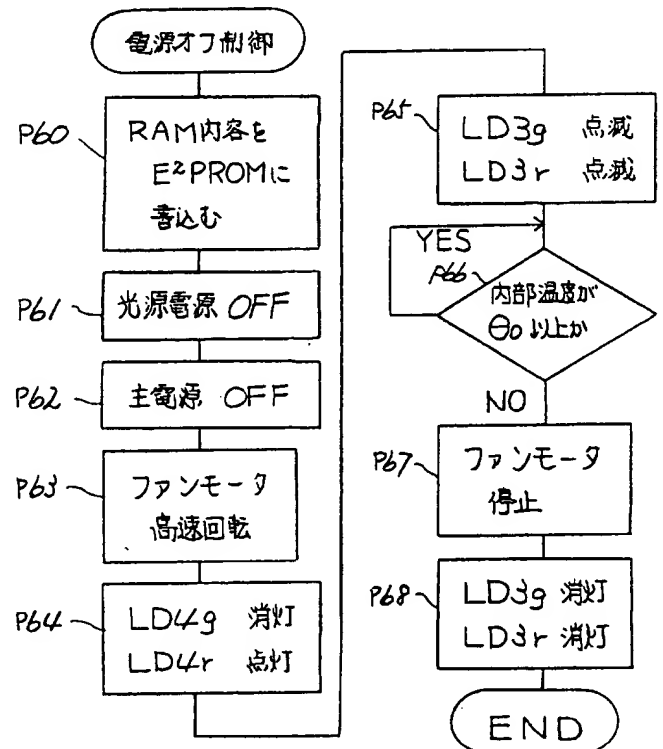 電源オフ制御
P60
RAM内容を
E²PROMに
書込む
P61
光源電源 OFF
P62
主電源 OFF
P63
ファンモータ
高速回転
P64
LD4g 消灯
LD4r 点灯
P65
LD3g 点滅
LD3r 点滅
YES
P66
内部温度が
θo以上か
NO
P67
ファンモータ
停止
P68
LD3g 消灯
LD3r 消灯
END